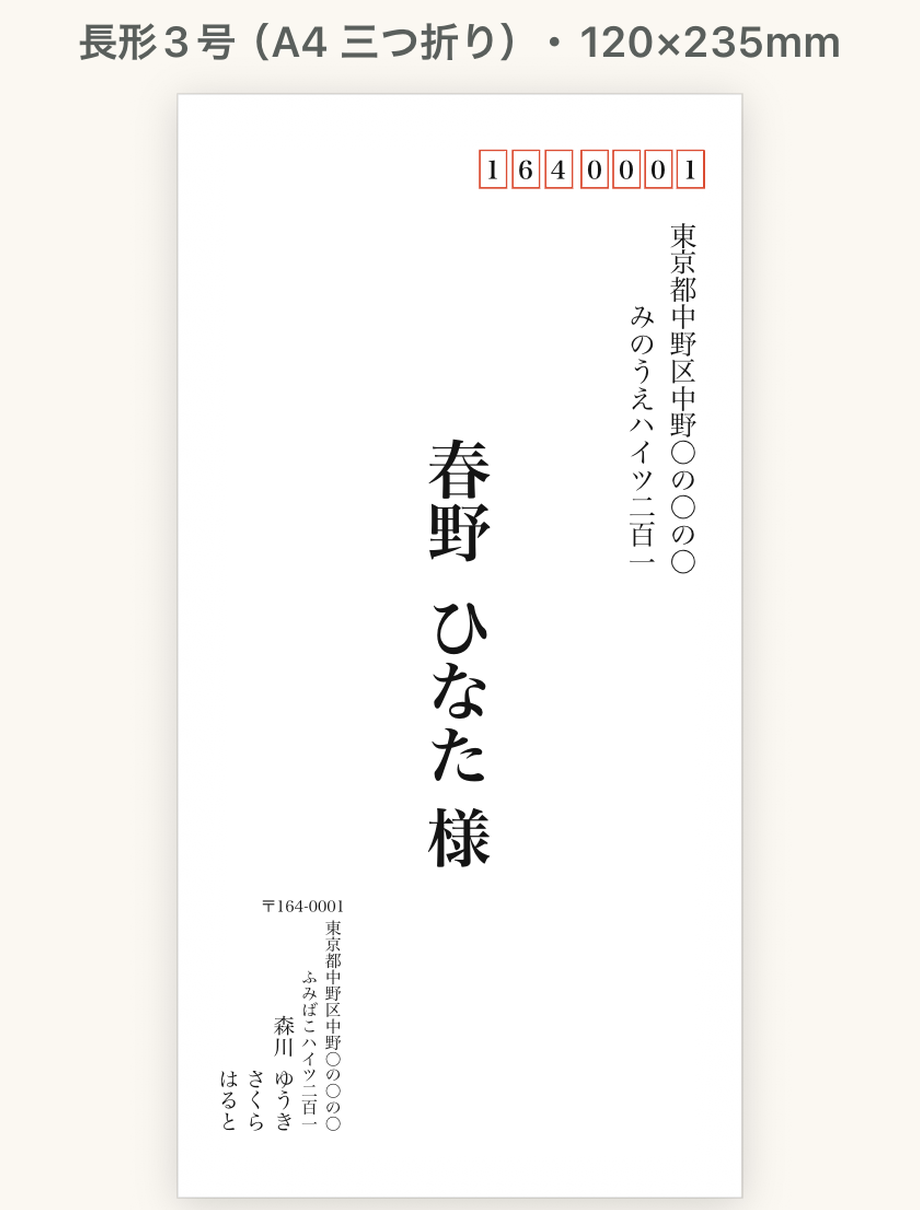 長形３号（A4 三つ折り）・120×235mm
1640001
東京都中野区中野〇の〇の〇
みのうえハイツ二百一
春野 ひなた 様
〒164-0001
東京都中野区中野〇の〇の〇
ふみばこハイツ二百一
森川 ゆうき
さくら
はると